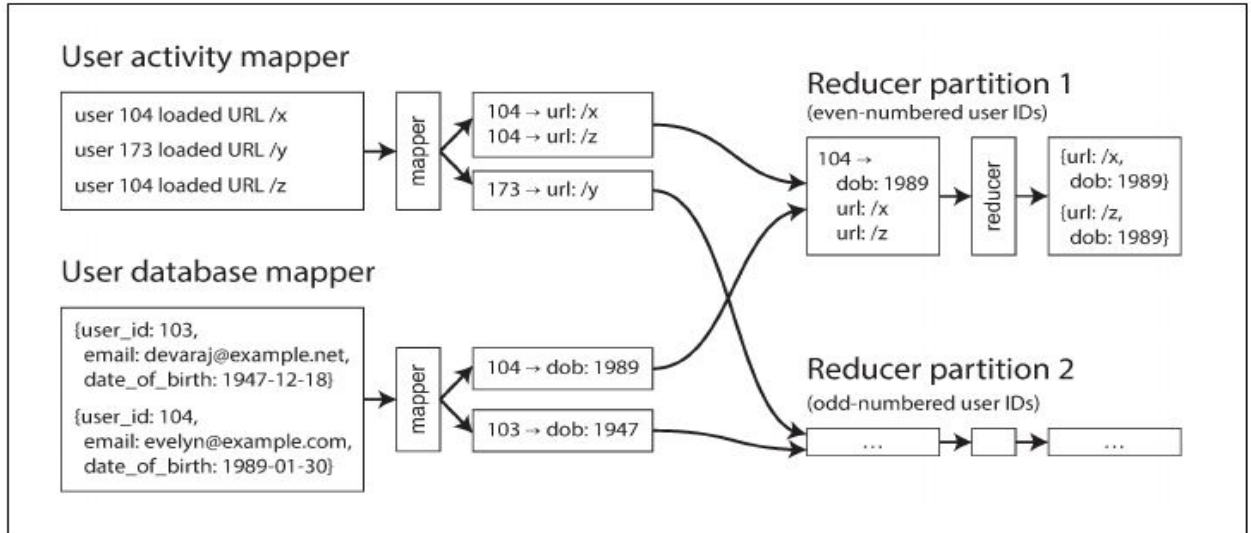 User activity mapper
user 104 loaded URL /x
user 173 loaded URL /y
user 104 loaded URL /z
mapper
104 → url: /x
104 → url: /z
173 → url: /y
User database mapper
{user_id: 103,
email: devaraj@example.net,
date_of_birth: 1947-12-18}
{user_id: 104,
email: evelyn@example.com,
date_of_birth: 1989-01-30}
mapper
104 → dob: 1989
103 → dob: 1947
Reducer partition 1
(even-numbered user IDs)
104 →
dob: 1989
url: /x
url: /z
reducer
{url: /x,
dob: 1989}
{url: /z,
dob: 1989}
Reducer partition 2
(odd-numbered user IDs)
...
...